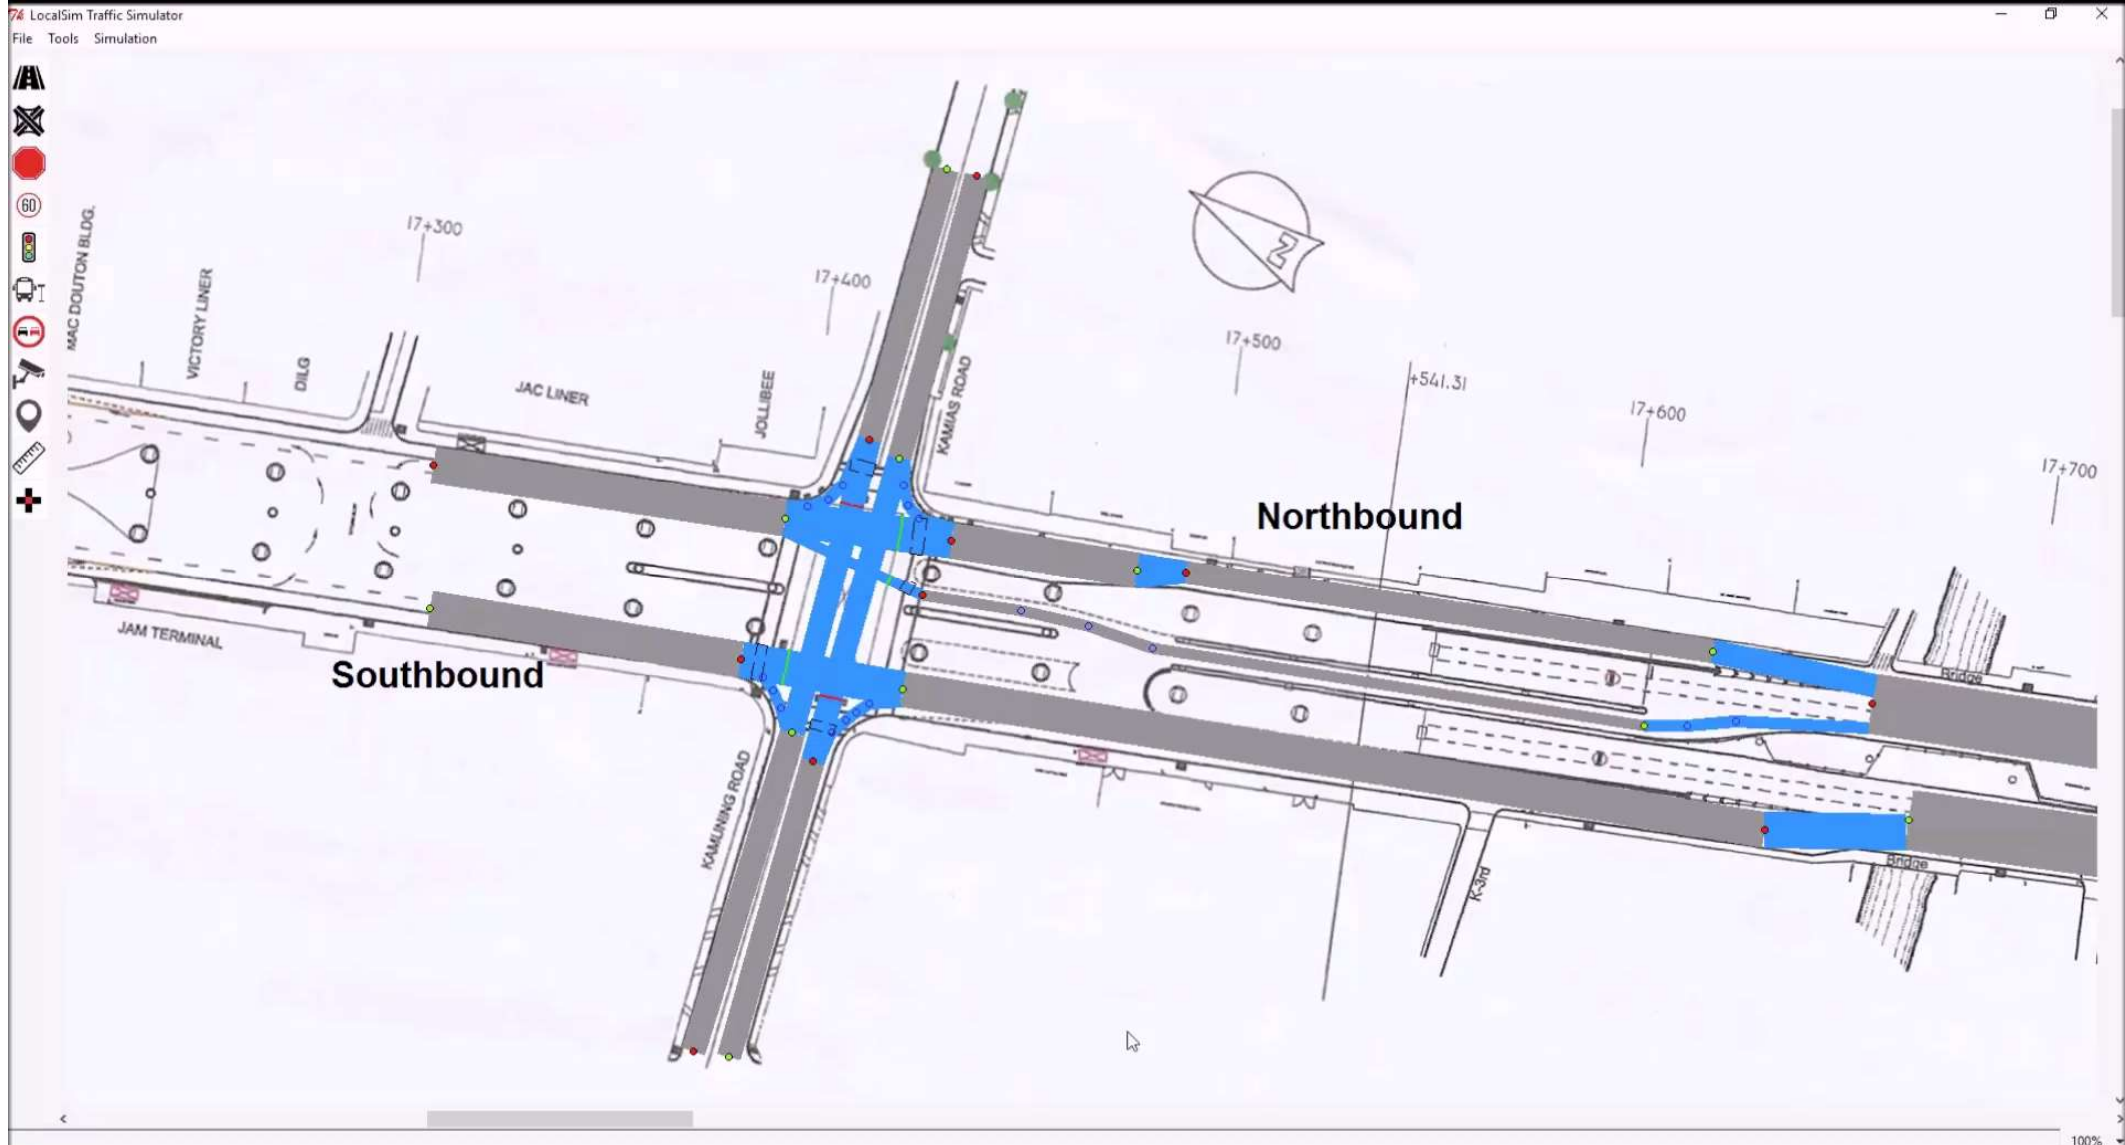 LocalSim Traffic Simulator
File Tools Simulation
60
MAC DOUTON BLDG.
VICTORY LINER
DILG
17+300
JAC LINER
JOLLIBEE
17+400
KAMIAS ROAD
N
17+500
+541.31
17+600
17+700
Northbound
JAM TERMINAL
Southbound
Bridge
KAMUNING ROAD
K-3rd
Bridge
100%